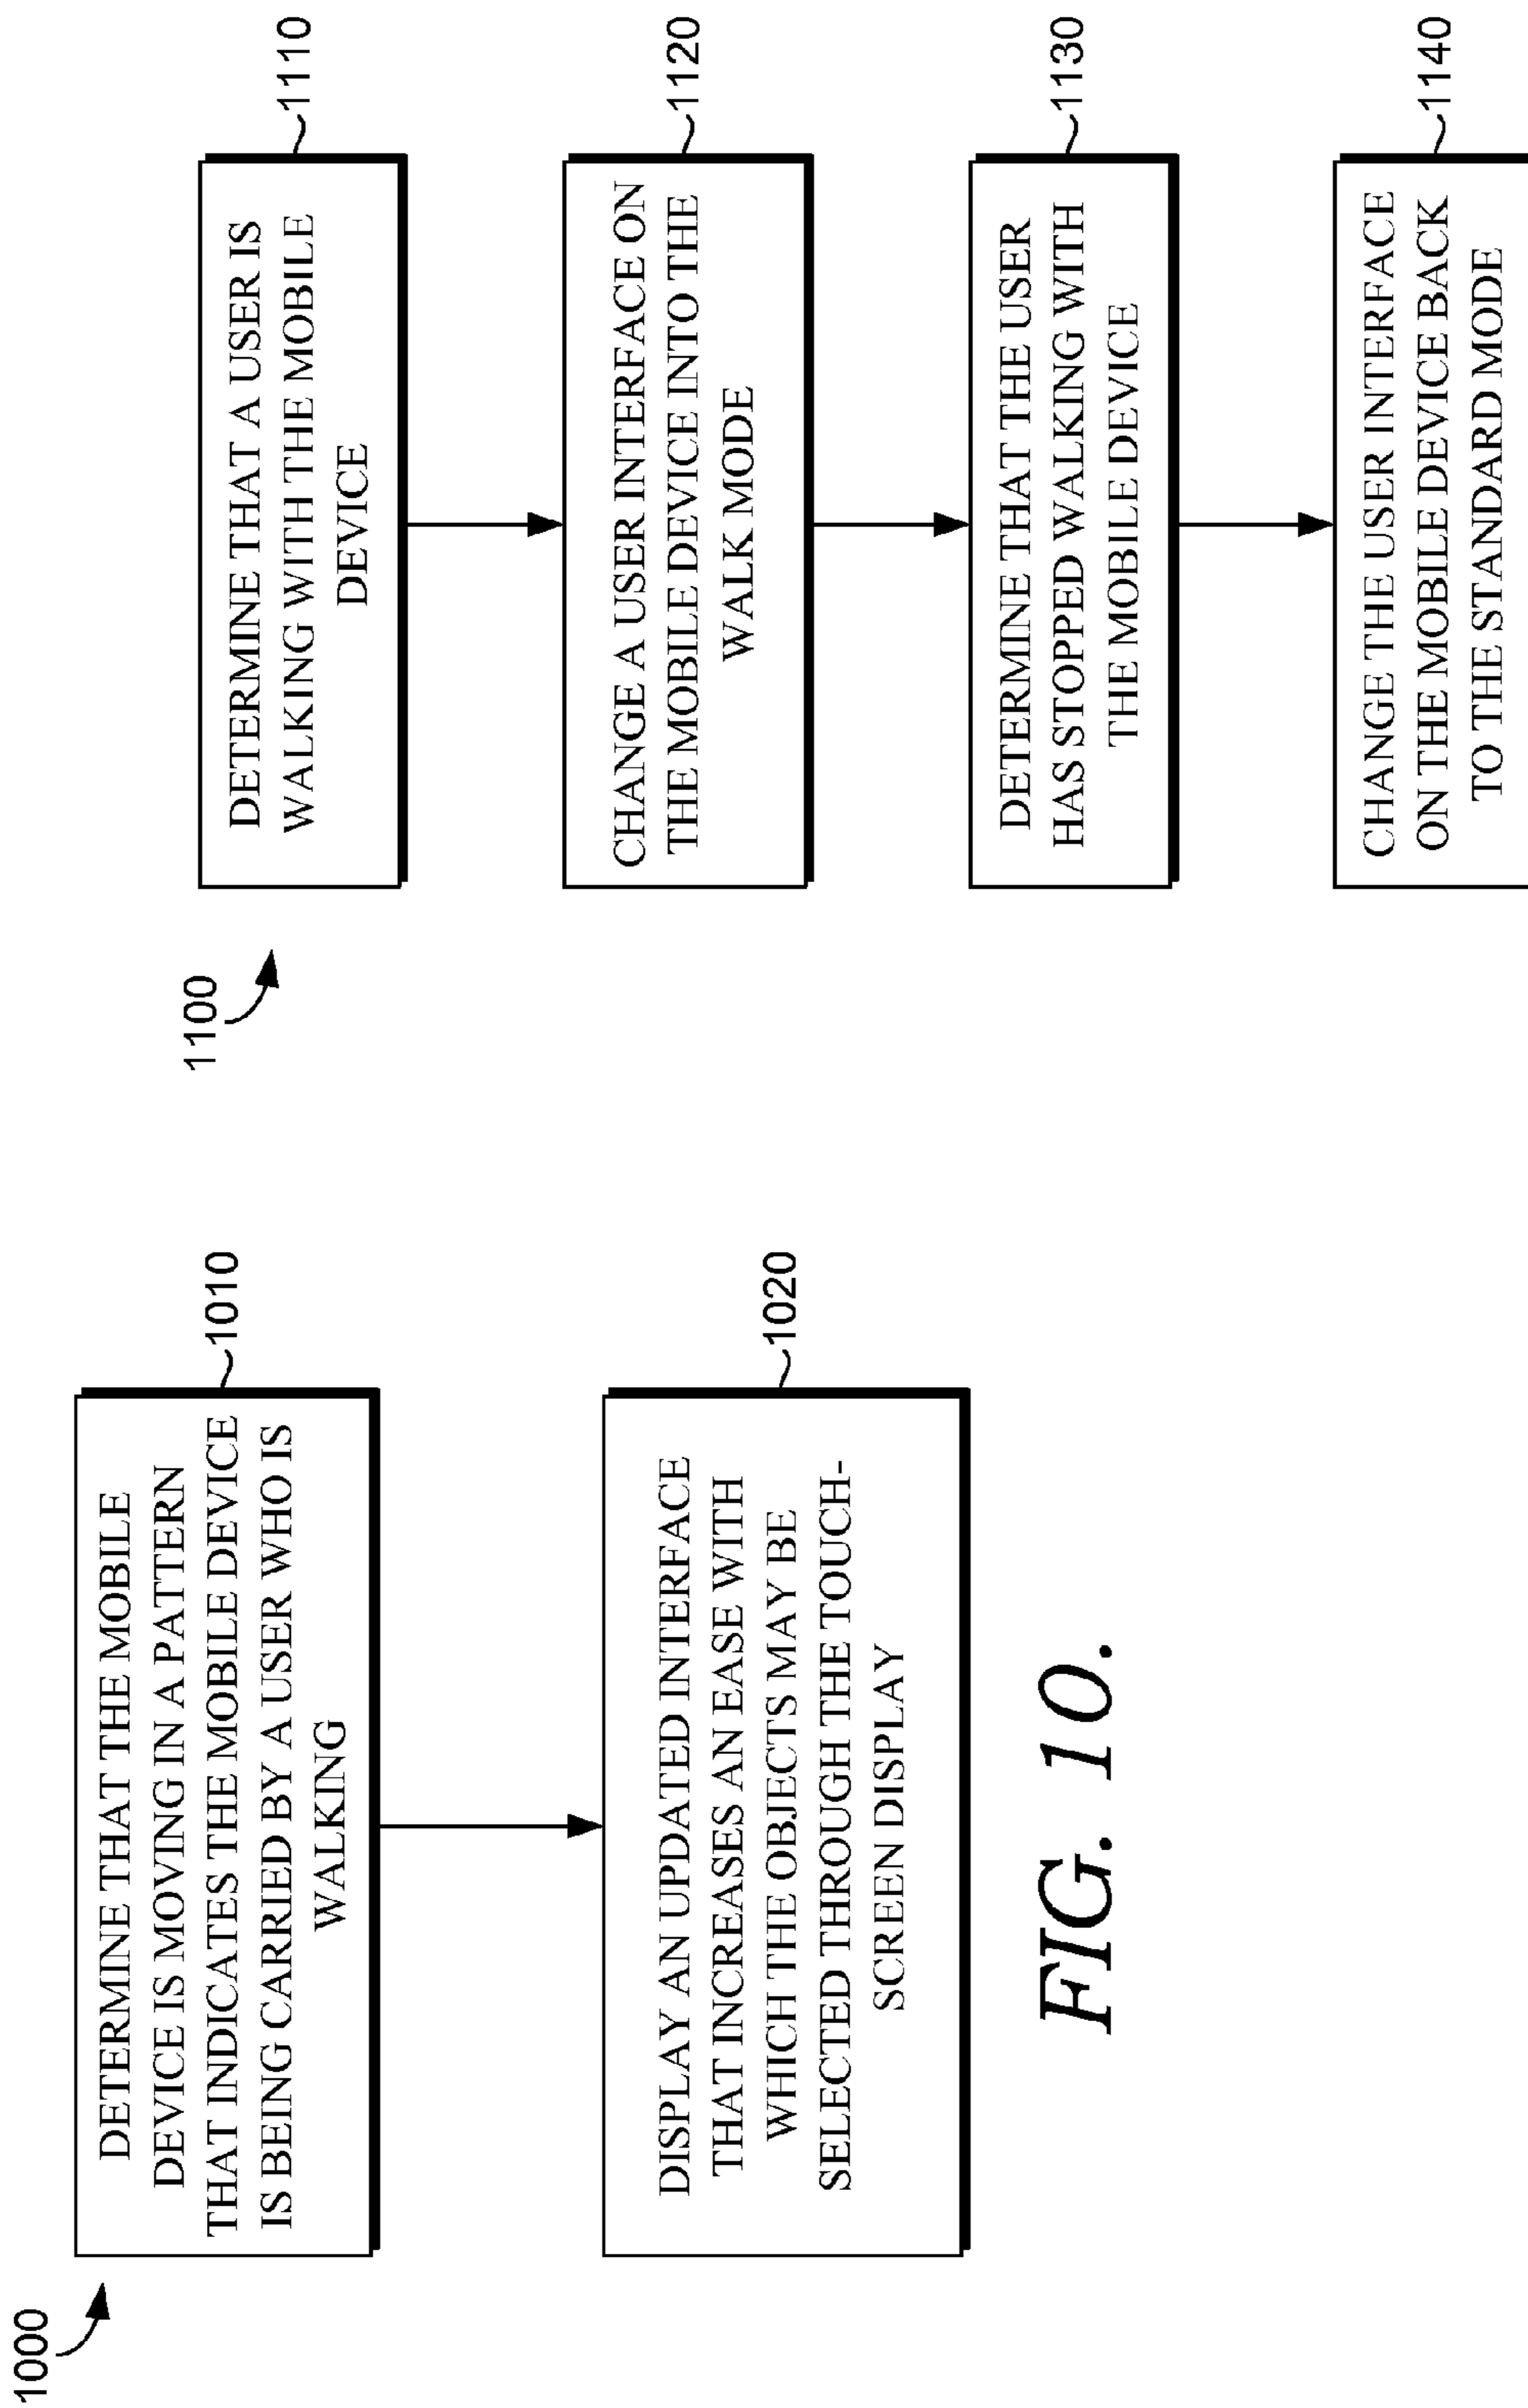 1000
DETERMINE THAT THE MOBILE
DEVICE IS MOVING IN A PATTERN
THAT INDICATES THE MOBILE DEVICE
IS BEING CARRIED BY A USER WHO IS
WALKING
1010
DISPLAY AN UPDATED INTERFACE
THAT INCREASES AN EASE WITH
WHICH THE OBJECTS MAY BE
SELECTED THROUGH THE TOUCH-
SCREEN DISPLAY
1020
FIG. 10.
1100
DETERMINE THAT A USER IS
WALKING WITH THE MOBILE
DEVICE
1110
CHANGE A USER INTERFACE ON
THE MOBILE DEVICE INTO THE
WALK MODE
1120
DETERMINE THAT THE USER
HAS STOPPED WALKING WITH
THE MOBILE DEVICE
1130
CHANGE THE USER INTERFACE
ON THE MOBILE DEVICE BACK
TO THE STANDARD MODE
1140